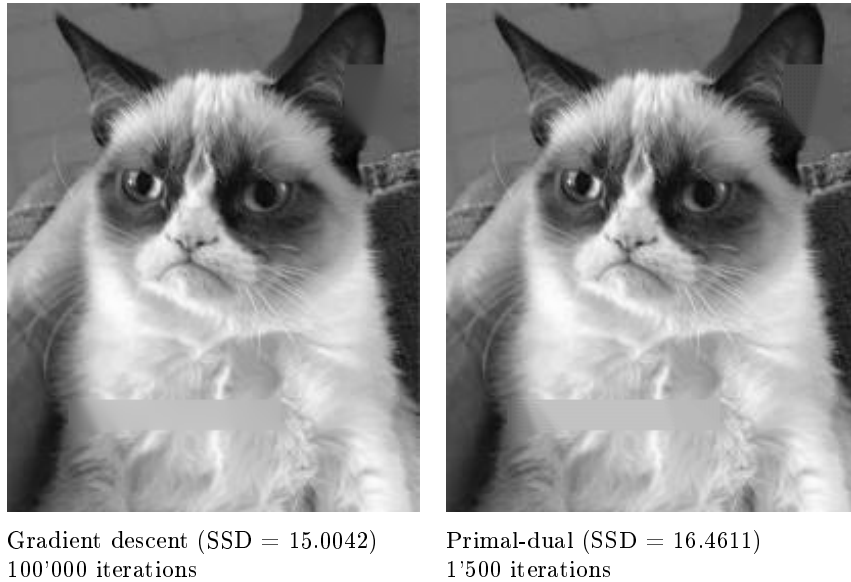 Gradient descent (SSD = 15.0042)
100'000 iterations
Primal-dual (SSD = 16.4611)
1'500 iterations